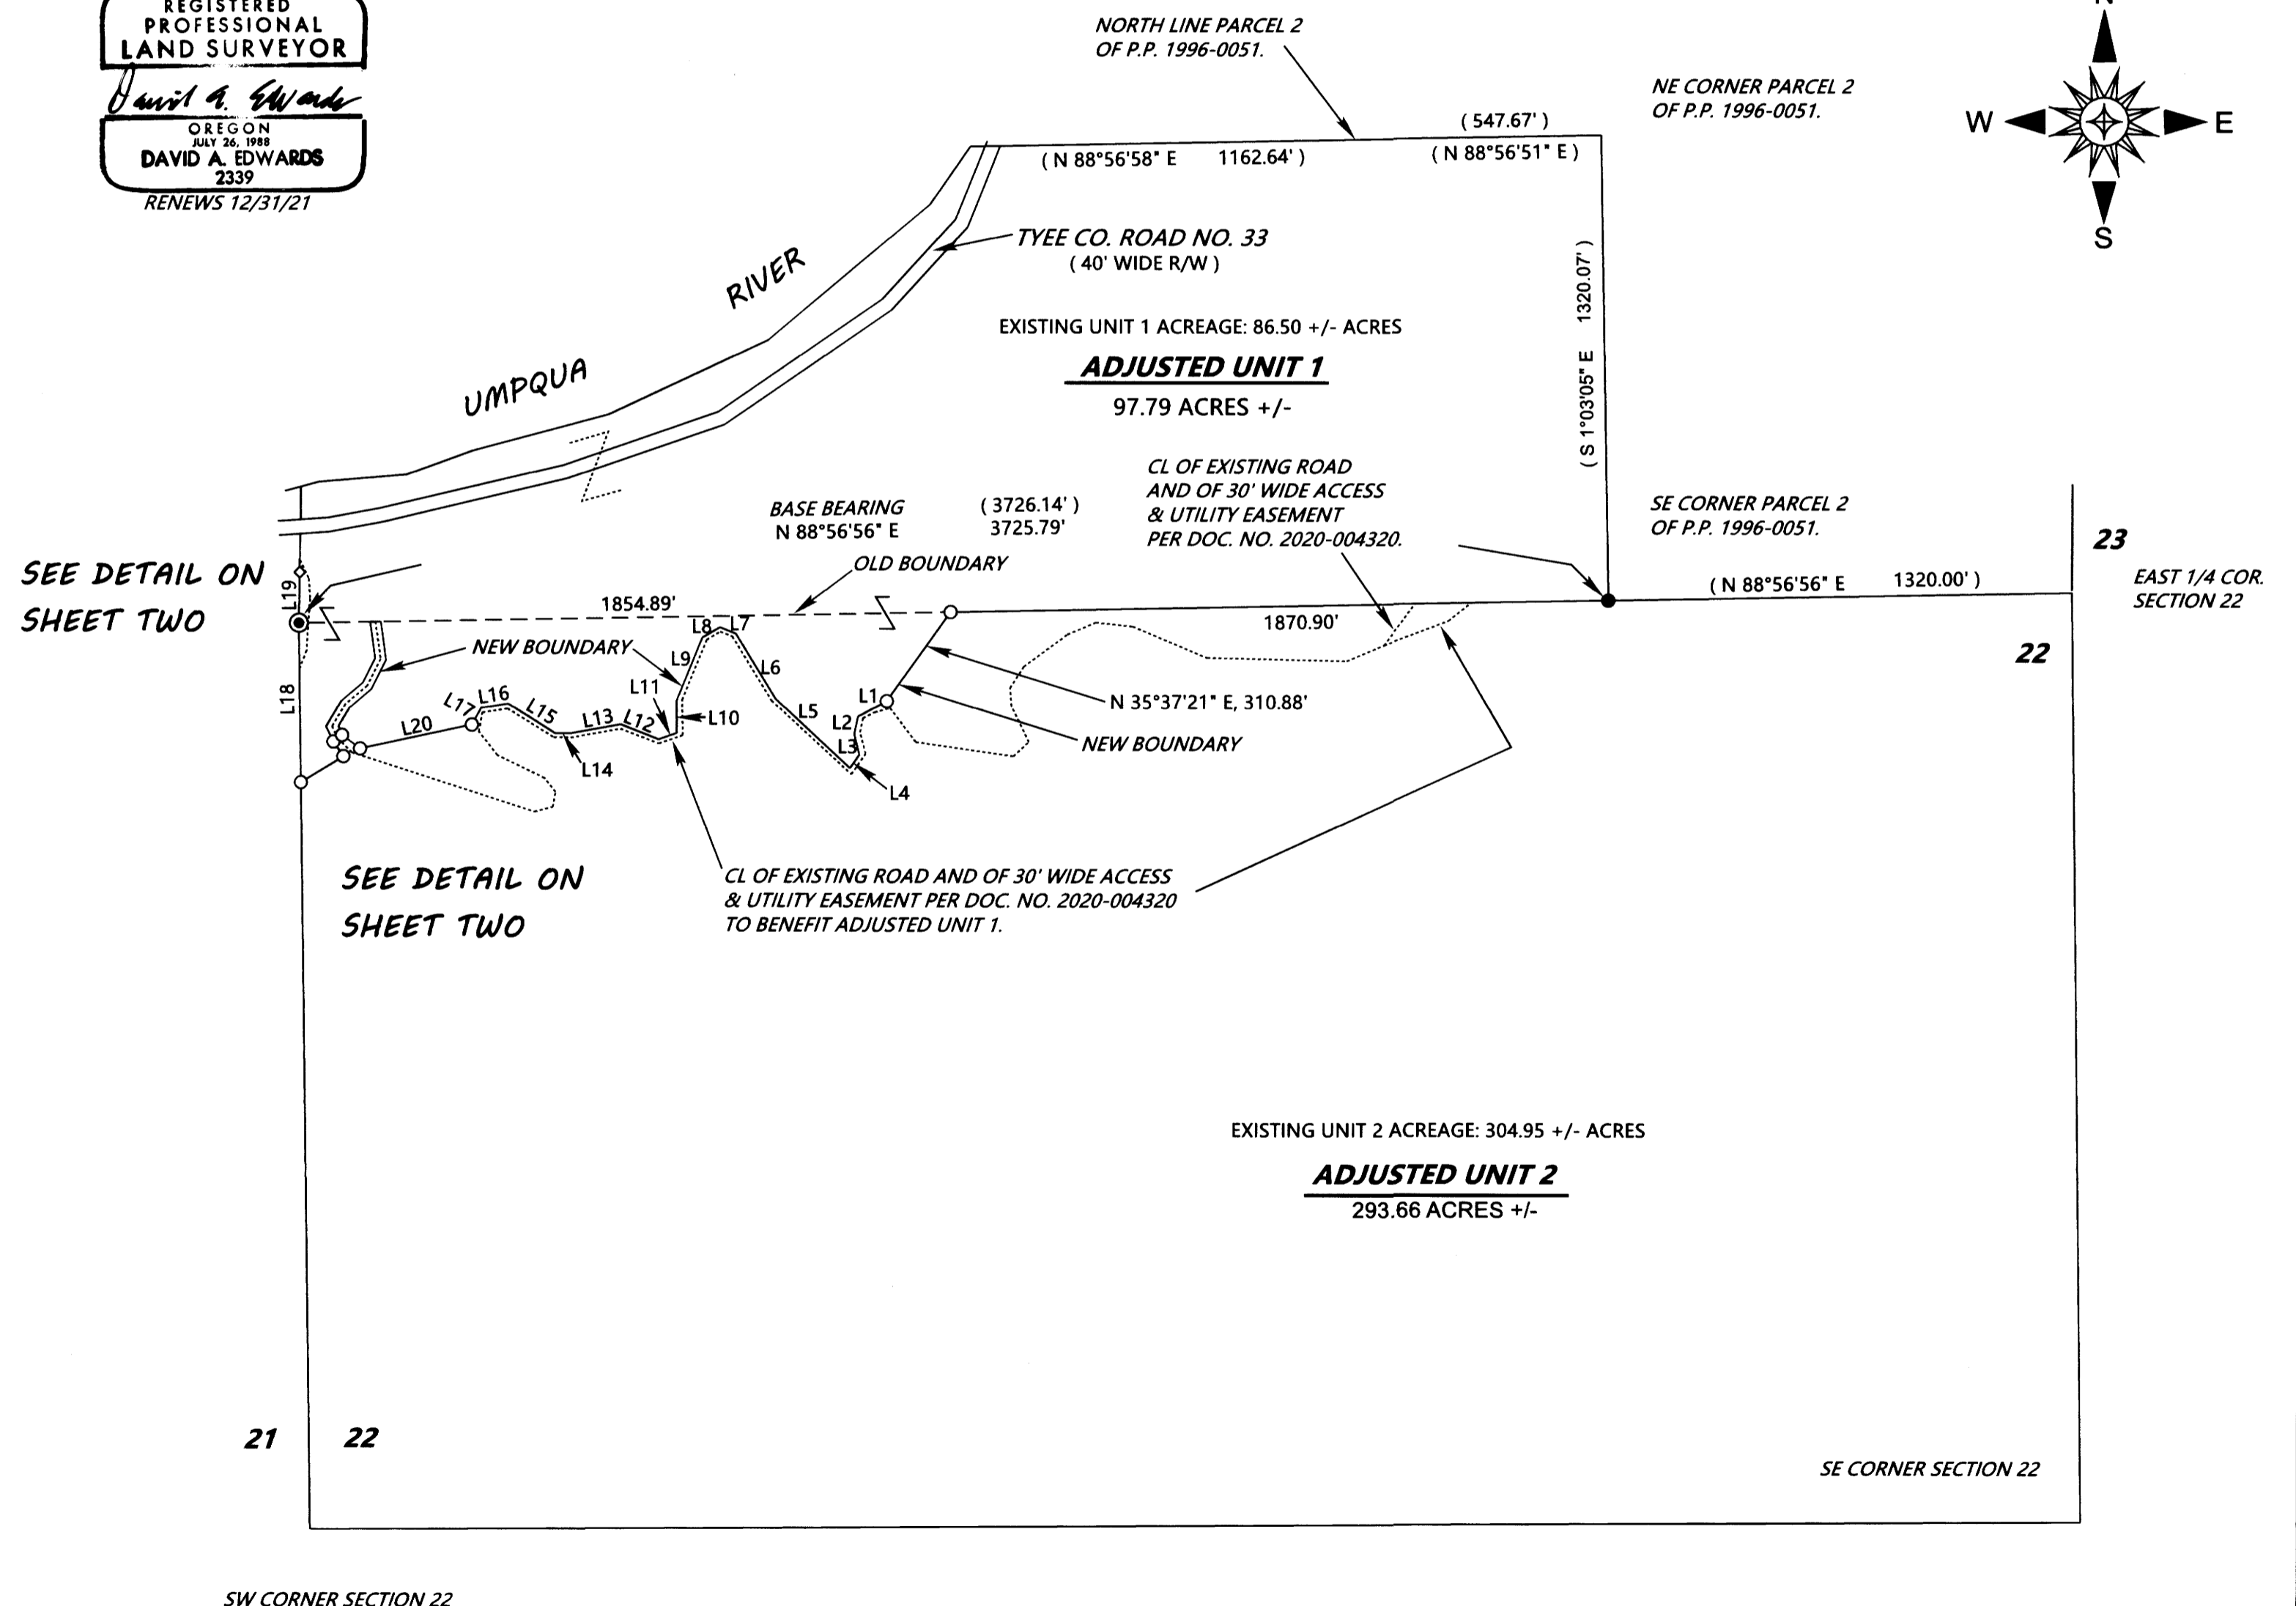 REGISTERED
PROFESSIONAL
LAND SURVEYOR
David A. Edwards
OREGON
JULY 26, 1988
DAVID A. EDWARDS
2339
RENEWS 12/31/21
NORTH LINE PARCEL 2
OF P.P. 1996-0051.
NE CORNER PARCEL 2
OF P.P. 1996-0051.
N
W
E
S
( 547.67' )
( N 88°56'58" E 1162.64' )
( N 88°56'51" E )
UMPQUA RIVER
TYEE CO. ROAD NO. 33
( 40' WIDE R/W )
( S 1°03'05" E 1320.07' )
EXISTING UNIT 1 ACREAGE: 86.50 +/- ACRES
ADJUSTED UNIT 1
97.79 ACRES +/-
CL OF EXISTING ROAD
AND OF 30' WIDE ACCESS
& UTILITY EASEMENT
PER DOC. NO. 2020-004320.
BASE BEARING ( 3726.14' )
N 88°56'56" E 3725.79'
SE CORNER PARCEL 2
OF P.P. 1996-0051.
23
EAST 1/4 COR.
SECTION 22
22
OLD BOUNDARY
SEE DETAIL ON
SHEET TWO
L19
1854.89'
( N 88°56'56" E 1320.00' )
1870.90'
L8
L7
NEW BOUNDARY
L9
L6
L11
L18
L17
L16
L15
L13
L12
L10
L5
L1
L2
L3
L20
L14
L4
N 35°37'21" E, 310.88'
NEW BOUNDARY
SEE DETAIL ON
SHEET TWO
CL OF EXISTING ROAD AND OF 30' WIDE ACCESS
& UTILITY EASEMENT PER DOC. NO. 2020-004320
TO BENEFIT ADJUSTED UNIT 1.
EXISTING UNIT 2 ACREAGE: 304.95 +/- ACRES
ADJUSTED UNIT 2
293.66 ACRES +/-
21
22
SE CORNER SECTION 22
SW CORNER SECTION 22